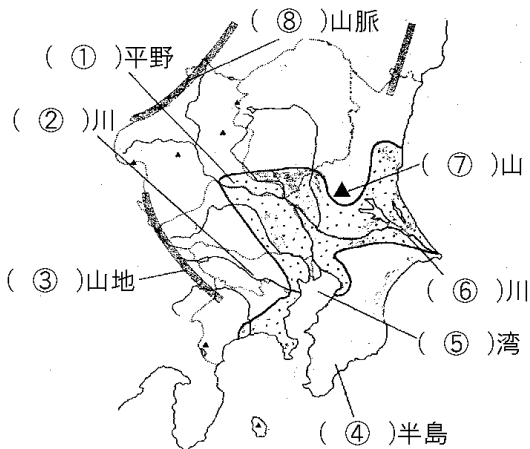 ( ⑧ )山脈
( ① )平野
( ② )川
( ⑦ )山
( ③ )山地
( ⑥ )川
( ⑤ )湾
( ④ )半島